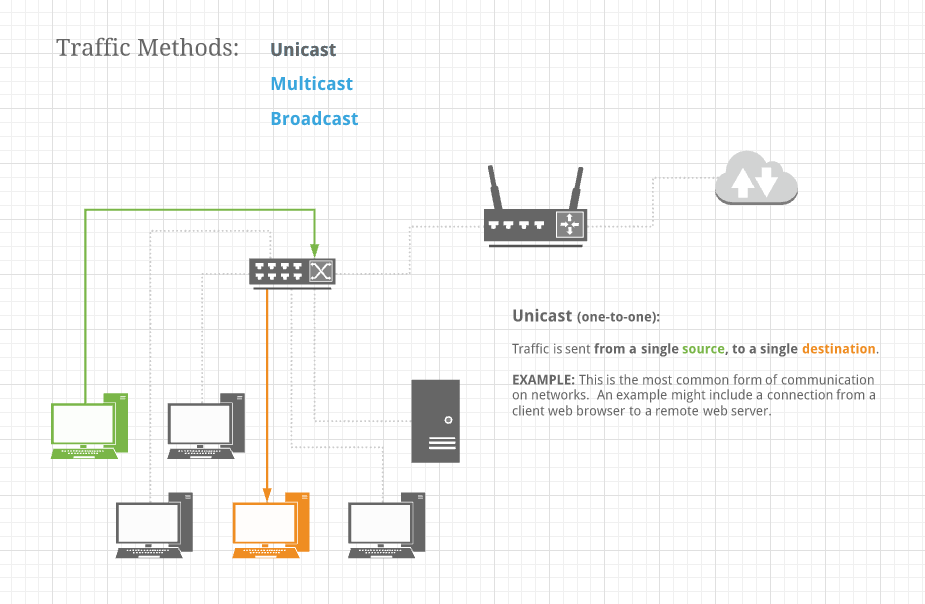 Traffic Methods:
Unicast
Multicast
Broadcast
Unicast (one-to-one):
Traffic is sent from a single source, to a single destination.
EXAMPLE: This is the most common form of communication
on networks.  An example might include a connection from a
client web browser to a remote web server.